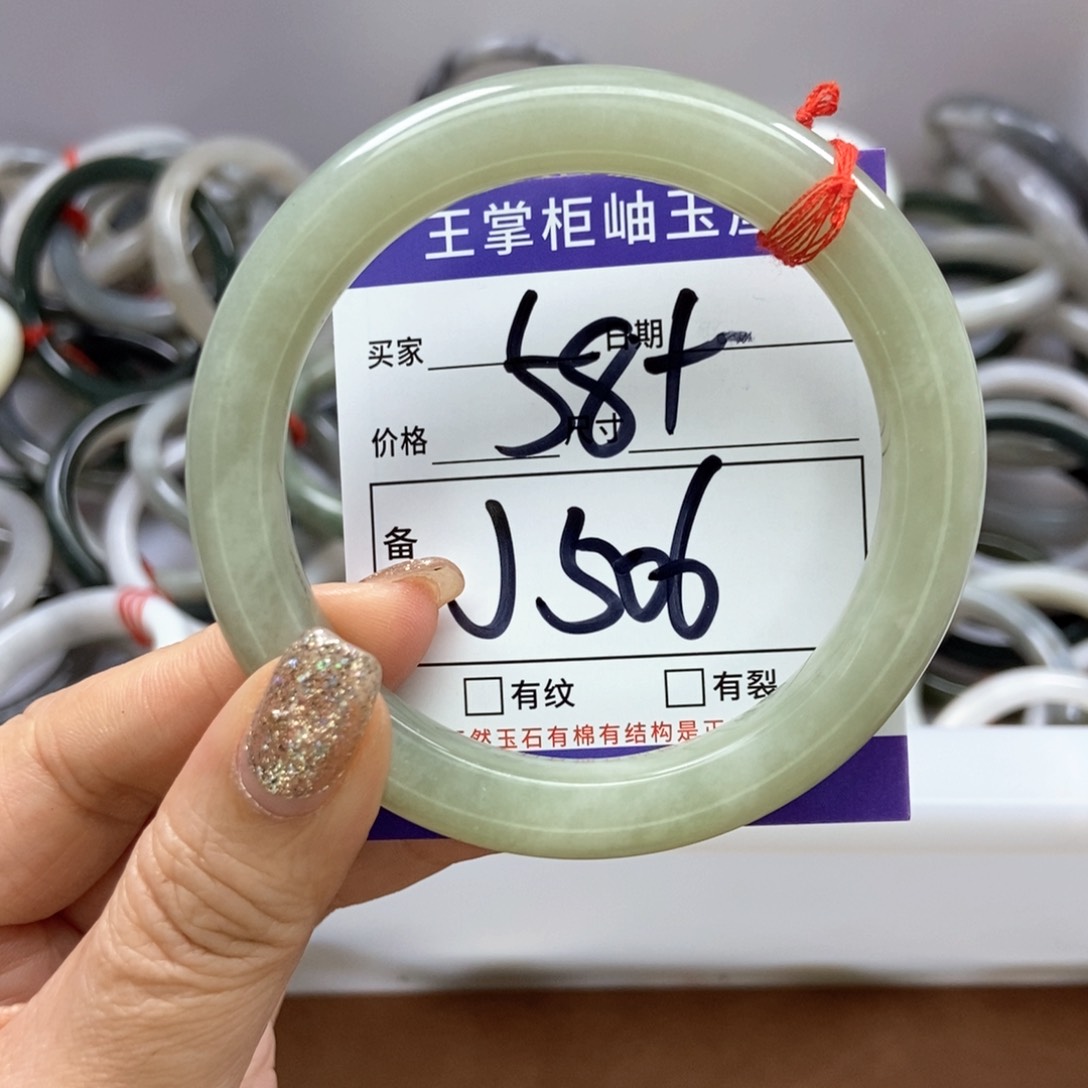 王掌柜岫玉
买家 日期
58+
价格 尺寸
备
J506
□有纹 □有裂
然玉石有棉有结构是正